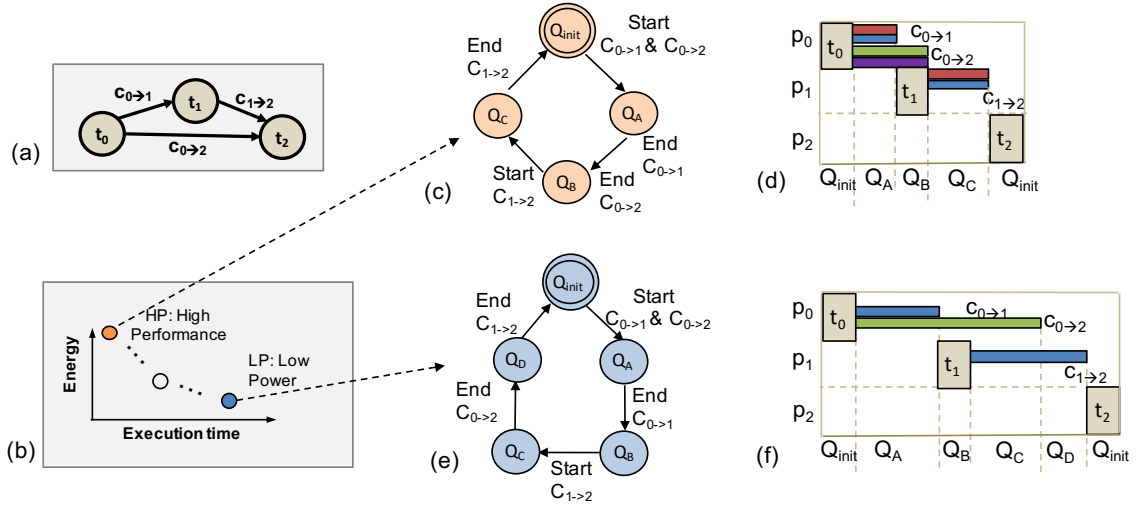 (a)
t0
c0→1
t1
c1→2
t2
c0→2
(b)
HP: High
Performance
LP: Low
Power
Energy
Execution time
(c)
Qinit
Start
C0->1 & C0->2
QA
End
C0->1
QB
End
C0->2
Start
C1->2
QC
End
C1->2
(d)
p0
p1
p2
t0
c0→1
c0→2
t1
c1→2
t2
Qinit QA QB QC Qinit
(e)
Qinit
Start
C0->1 & C0->2
QA
End
C0->1
QB
Start
C1->2
QC
End
C0->2
QD
End
C1->2
(f)
p0
p1
p2
t0
c0→1
c0→2
t1
c1→2
t2
Qinit QA QB QC QD Qinit